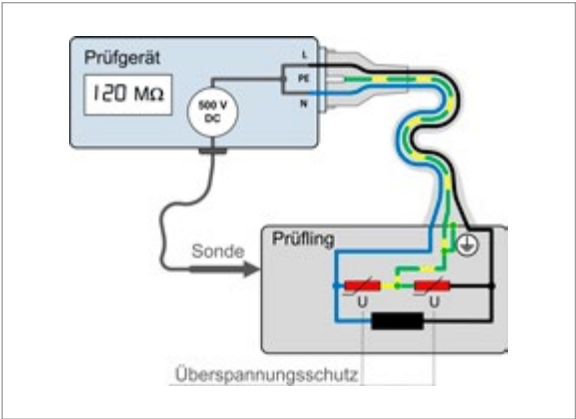 Prüfgerät
120 MΩ
500 V
DC
L
PE
N
Sonde
Prüfling
U
U
Überspannungsschutz